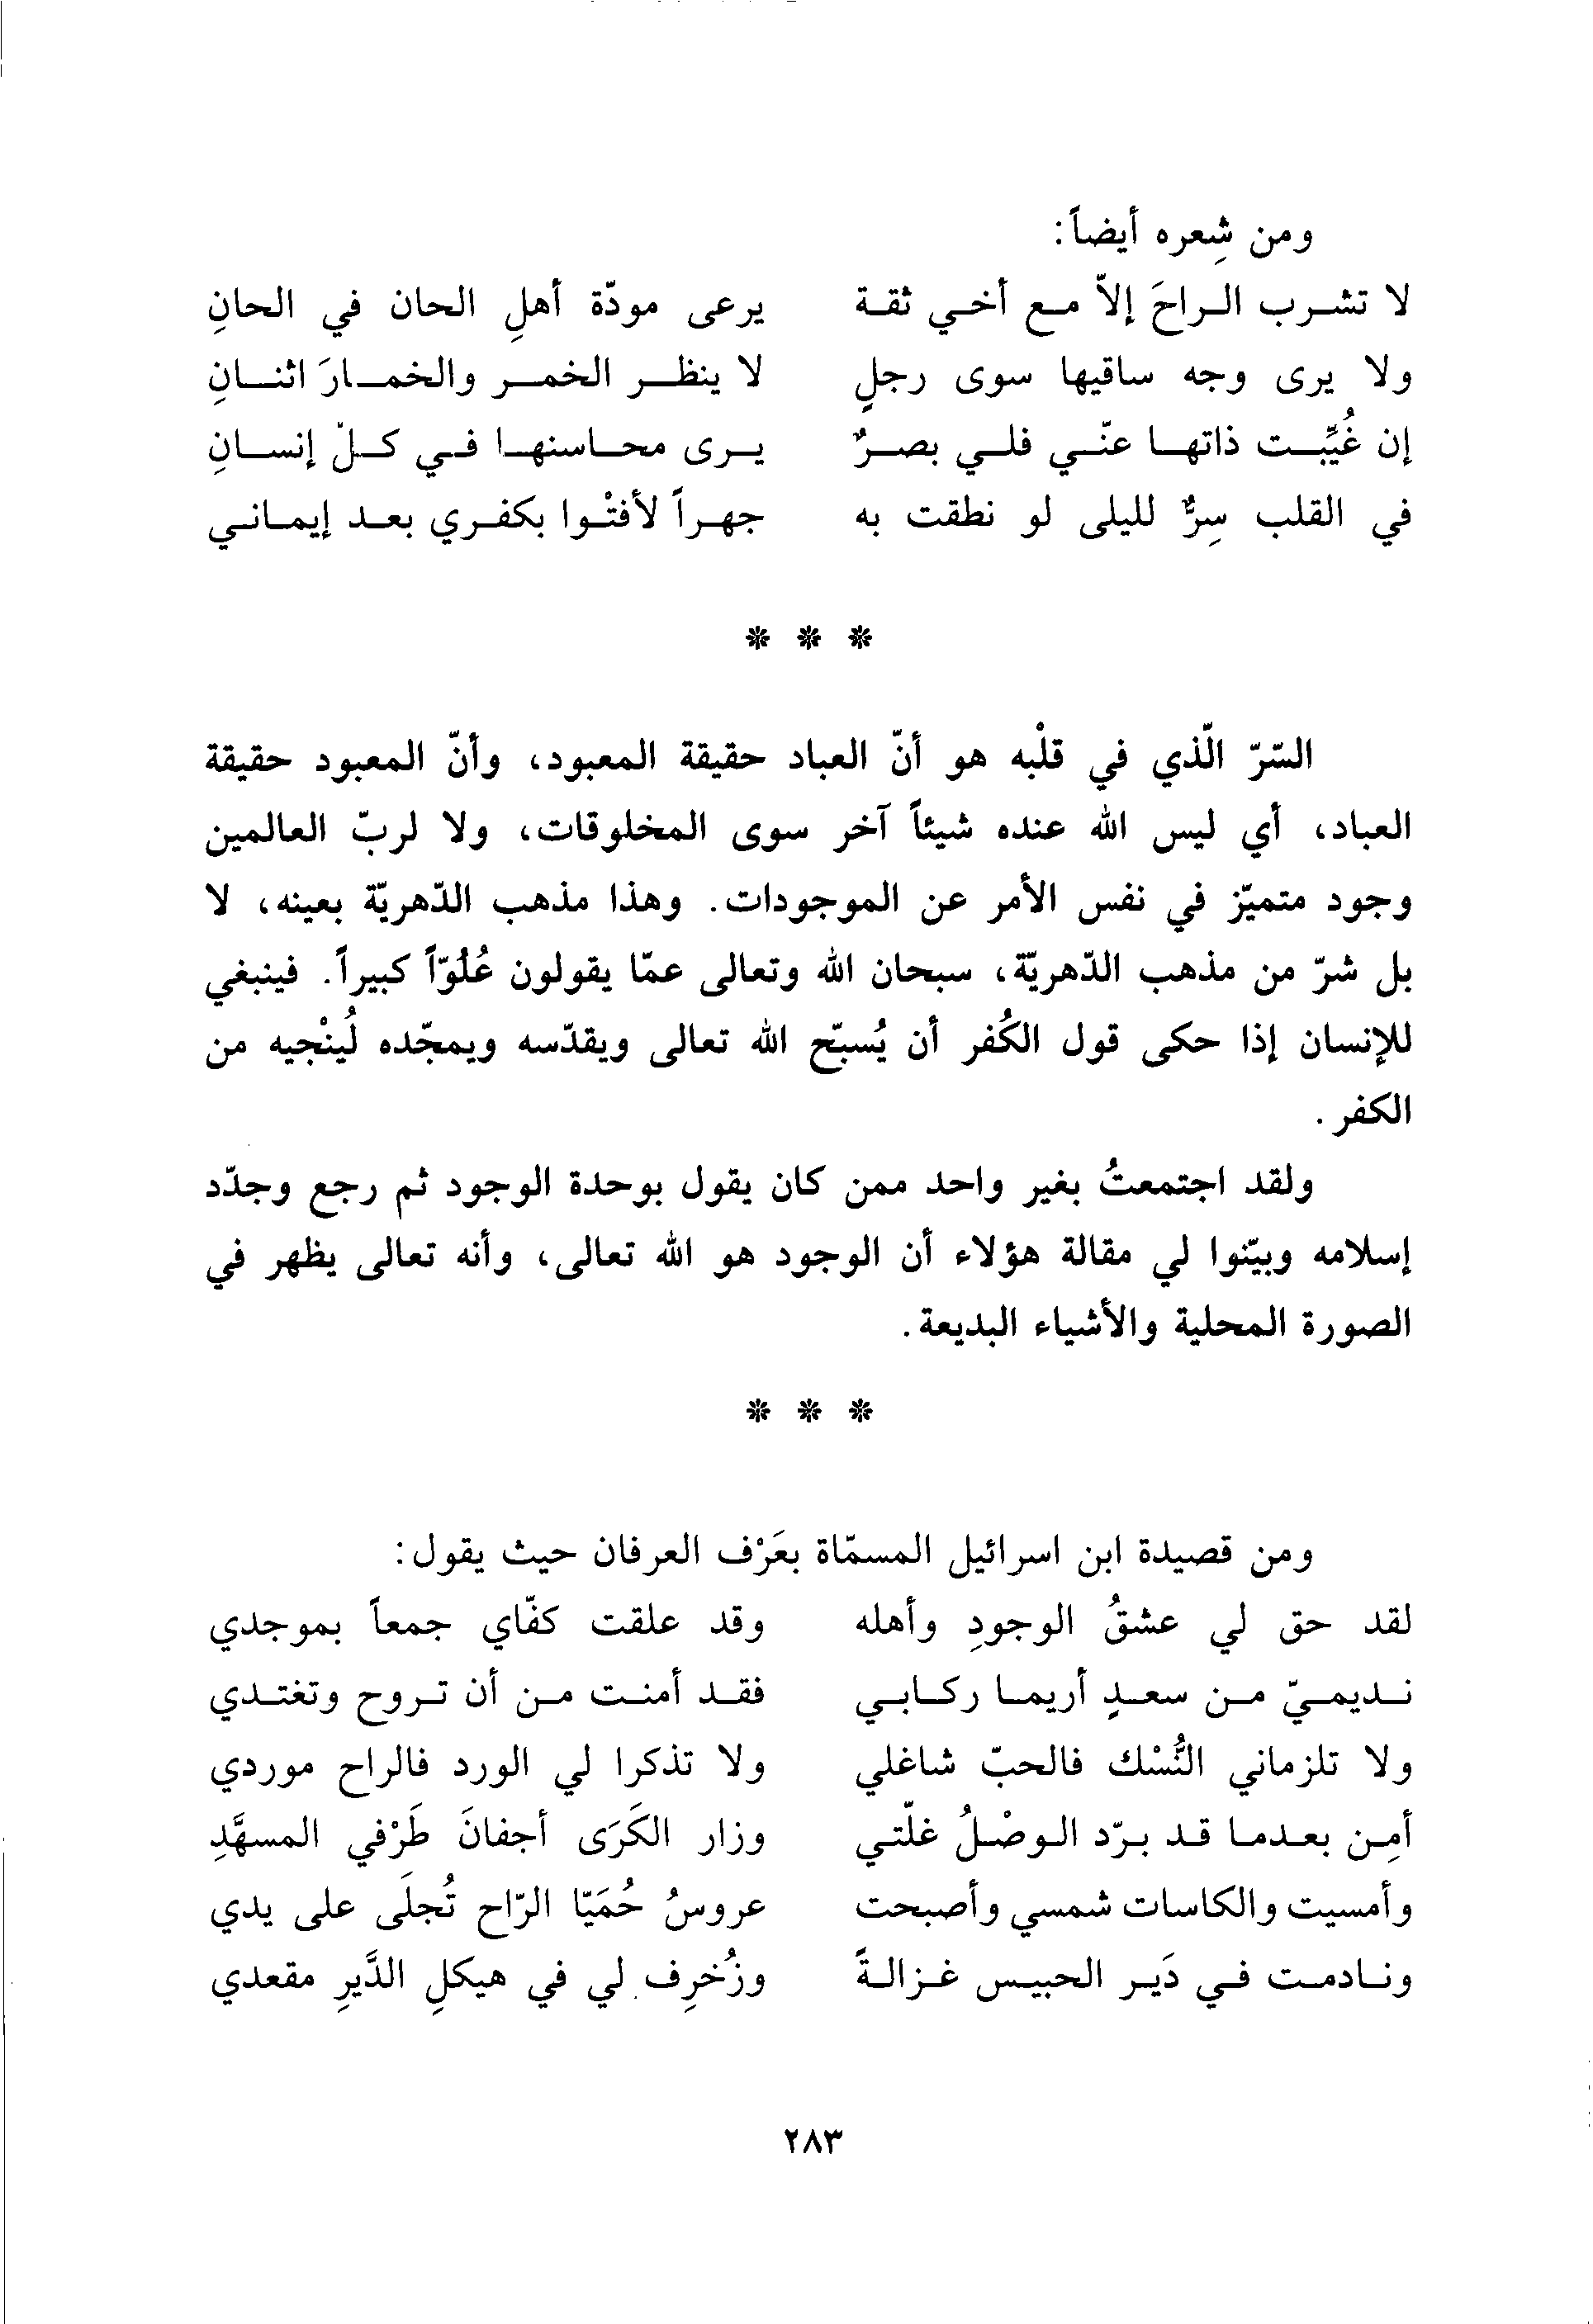 ومن شِعره أيضاً:
لا تشرب الراحَ إلاّ مع أخي ثقة يرعى مودّة أهلِ الحان في الحانِ
ولا يرى وجه ساقيها سوى رجلٍ لا ينظر الخمر والخمارَ اثنانِ
إن غُيِّبت ذاتها عنّي فلي بصرٌ يرى محاسنها في كلّ إنسانِ
في القلب سِرٌّ لليلى لو نطقت به جهراً لأفتْوا بكفري بعد إيماني
* * *
السّرّ الّذي في قلْبه هو أنّ العباد حقيقة المعبود، وأنّ المعبود حقيقة
العباد، أي ليس الله عنده شيئاً آخر سوى المخلوقات، ولا لربّ العالمين
وجود متميّز في نفس الأمر عن الموجودات. وهذا مذهب الدّهريّة بعينه، لا
بل شرّ من مذهب الدّهريّة، سبحان الله وتعالى عمّا يقولون عُلُوّاً كبيراً. فينبغي
للإنسان إذا حكى قول الكُفر أن يُسبّح الله تعالى ويقدّسه ويمجّده لُينْجيه من
الكفر.
ولقد اجتمعتُ بغير واحد ممن كان يقول بوحدة الوجود ثم رجع وجدّد
إسلامه وبيّنوا لي مقالة هؤلاء أن الوجود هو الله تعالى، وأنه تعالى يظهر في
الصورة المحلية والأشياء البديعة.
* * *
ومن قصيدة ابن اسرائيل المسمّاة بعَرْف العرفان حيث يقول:
لقد حق لي عشقُ الوجودِ وأهله وقد علقت كفّاي جمعاً بموجدي
نديميّ من سعدٍ أريما ركابي فقد أمنت من أن تروح وتغتدي
ولا تلزماني النُّسْك فالحبّ شاغلي ولا تذكرا لي الورد فالراح موردي
أمِن بعدما قد برّد الوصْلُ غلّتي وزار الكَرَى أجفانَ طَرْفي المسهَّدِ
وأمسيت والكاسات شمسي وأصبحت عروسُ حُمَيّا الرّاح تُجلَى على يدي
ونادمت في دَير الحبيس غزالةً وزُخرِف لي في هيكلِ الدَّيرِ مقعدي
٢٨٣